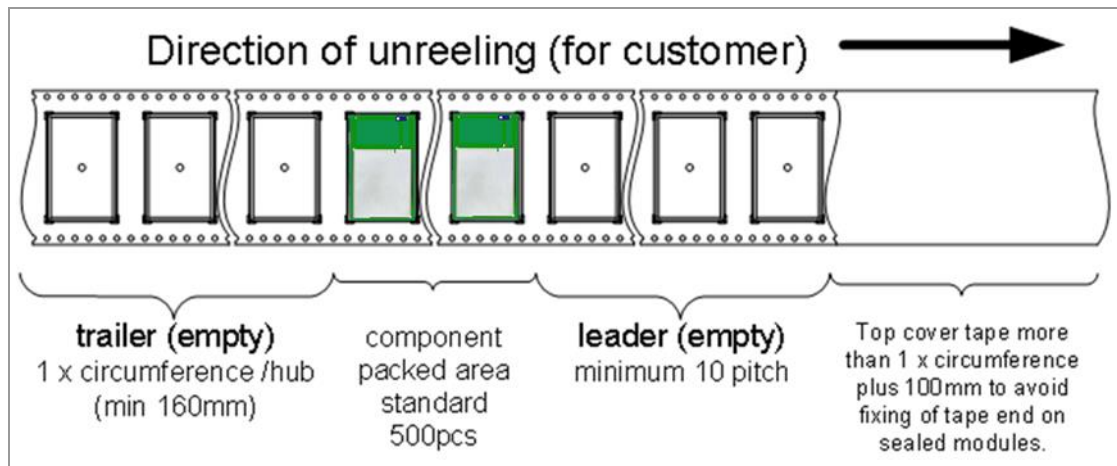 Direction of unreeling (for customer)
trailer (empty)
1 x circumference /hub
(min 160mm)
component
packed area
standard
500pcs
leader (empty)
minimum 10 pitch
Top cover tape more
than 1 x circumference
plus 100mm to avoid
fixing of tape end on
sealed modules.